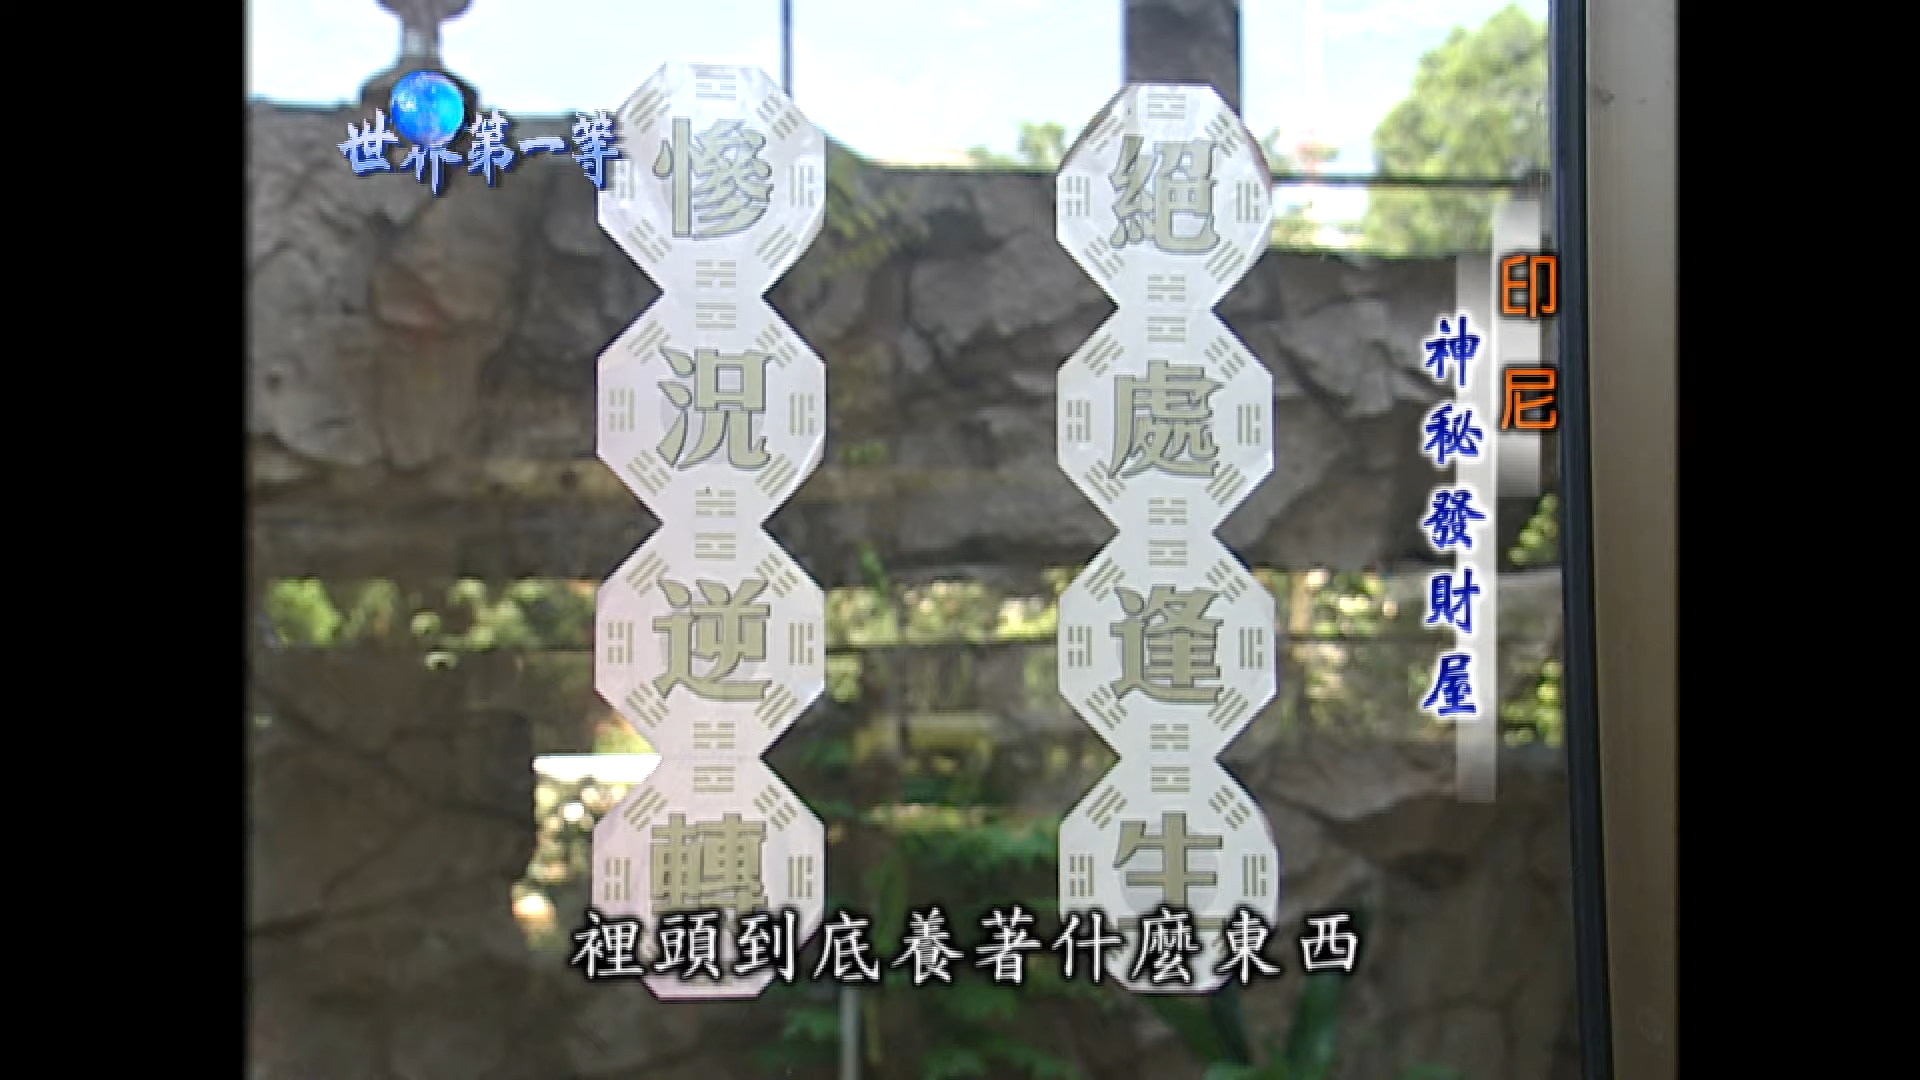 世界第一等
絕處逢生
慘況逆轉
印尼
神秘發財屋
裡頭到底養著什麼東西